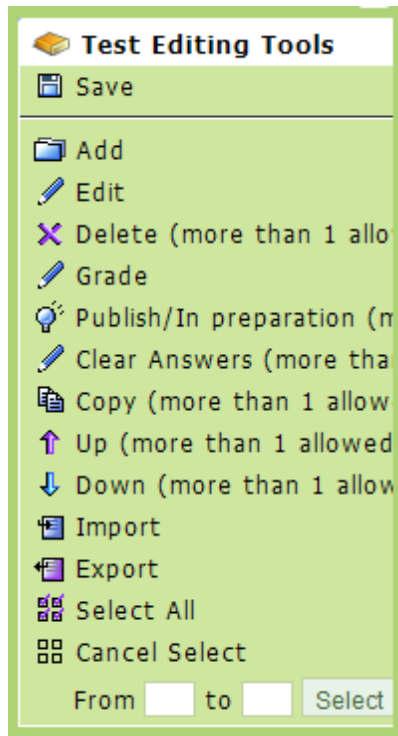 Test Editing Tools
Save
Add
Edit
Delete (more than 1 allo
Grade
Publish/In preparation (m
Clear Answers (more tha
Copy (more than 1 allow
Up (more than 1 allowed
Down (more than 1 allow
Import
Export
Select All
Cancel Select
From to Select